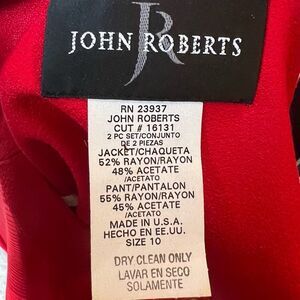 JR
JOHN ROBERTS
RN 23937
JOHN ROBERTS
CUT # 16131
2 PC SET/CONJUNTO
DE 2 PIEZAS
JACKET/CHAQUETA
52% RAYON/RAYON
48% ACETATE
/ACETATO
PANT/PANTALON
55% RAYON/RAYON
45% ACETATE
/ACETATO
MADE IN U.S.A.
HECHO EN EE.UU.
SIZE 10
DRY CLEAN ONLY
LAVAR EN SECO
SOLAMENTE